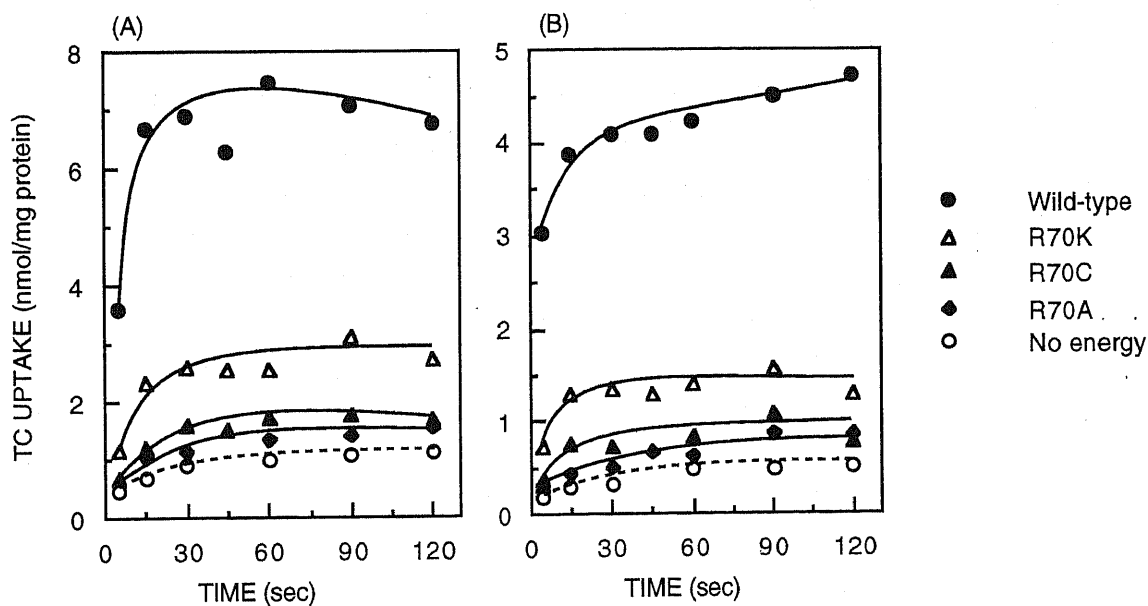 (A)
(B)
TC UPTAKE (nmol/mg protein)
8
6
4
2
0
0
30
60
90
120
TIME (sec)
5
4
3
2
1
0
0
30
60
90
120
TIME (sec)
Wild-type
R70K
R70C
R70A
No energy